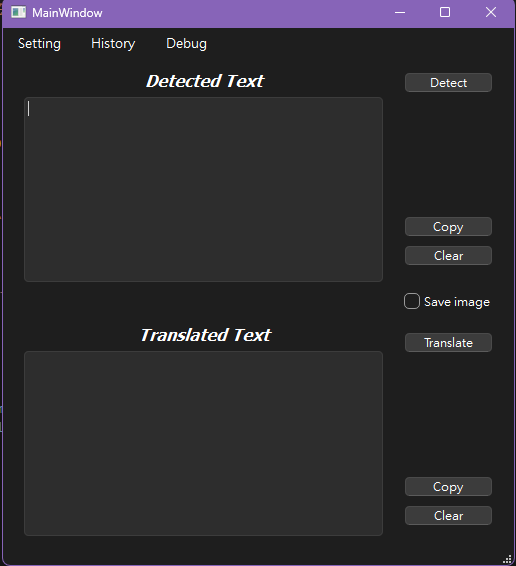 MainWindow
Setting History Debug
Detected Text
Detect
Copy
Clear
Save image
Translated Text
Translate
Copy
Clear